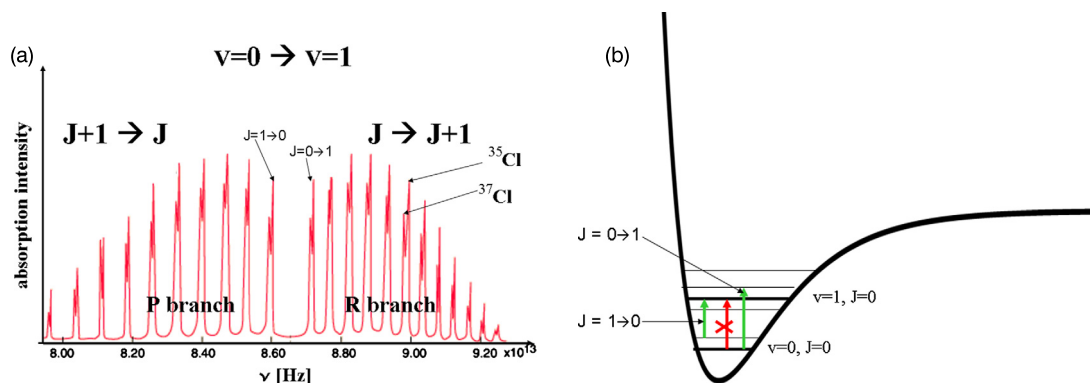 (a)
v=0 → v=1
J+1 → J
J → J+1
J=1→0
J=0→1
35Cl
37Cl
absorption intensity
P branch
R branch
8.00 8.20 8.40 8.60 8.80 9.00 9.20 x10^13
ν [Hz]
(b)
J = 0→1
J = 1→0
v=1, J=0
v=0, J=0